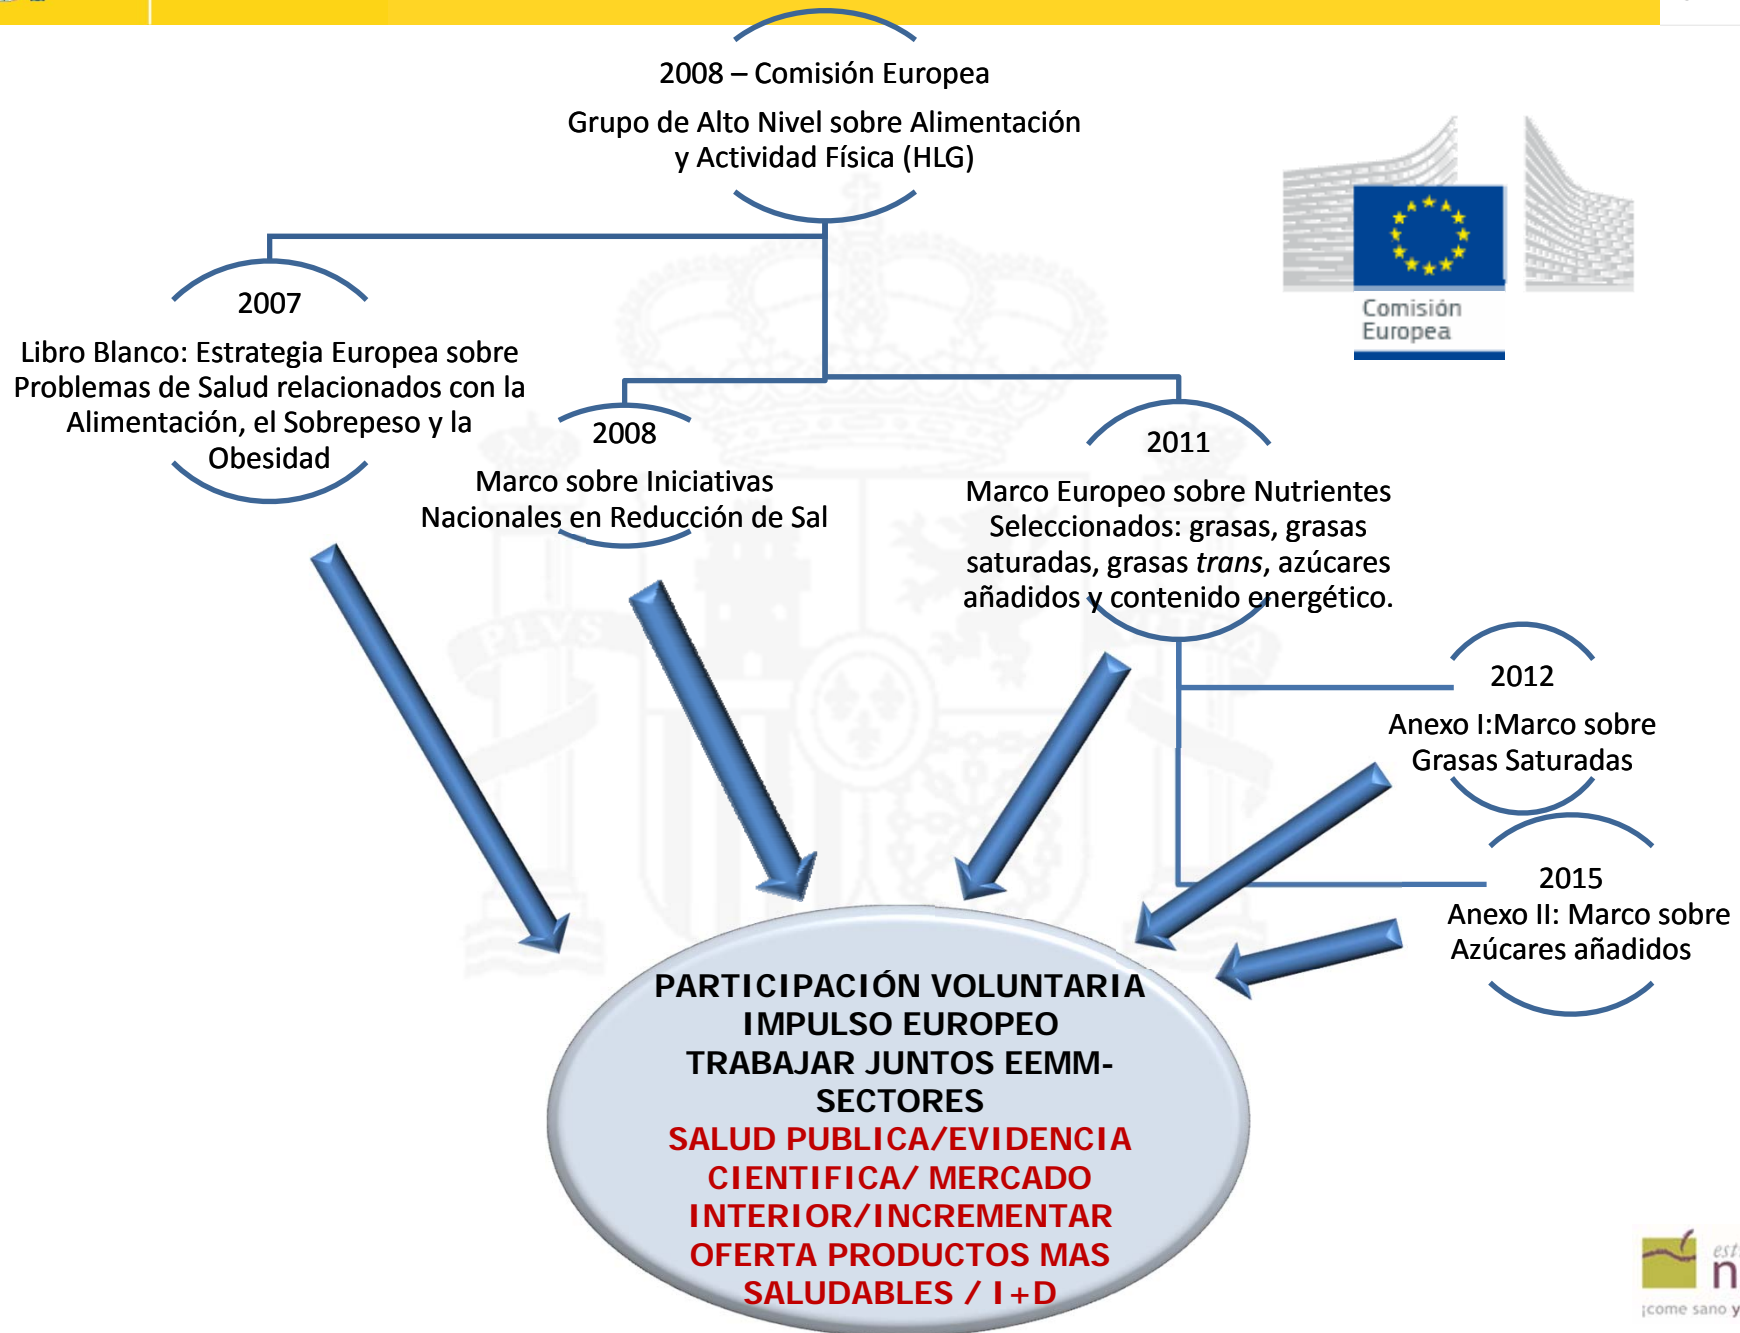 2008 – Comisión Europea
Grupo de Alto Nivel sobre Alimentación
y Actividad Física (HLG)
Comisión
Europea
2007
Libro Blanco: Estrategia Europea sobre
Problemas de Salud relacionados con la
Alimentación, el Sobrepeso y la
Obesidad
2008
Marco sobre Iniciativas
Nacionales en Reducción de Sal
2011
Marco Europeo sobre Nutrientes
Seleccionados: grasas, grasas
saturadas, grasas trans, azúcares
añadidos y contenido energético.
PLVS
2012
Anexo I:Marco sobre
Grasas Saturadas
2015
Anexo II: Marco sobre
Azúcares añadidos
PARTICIPACIÓN VOLUNTARIA
IMPULSO EUROPEO
TRABAJAR JUNTOS EEMM-
SECTORES
SALUD PUBLICA/EVIDENCIA
CIENTIFICA/ MERCADO
INTERIOR/INCREMENTAR
OFERTA PRODUCTOS MAS
SALUDABLES / I+D
¡come sano y